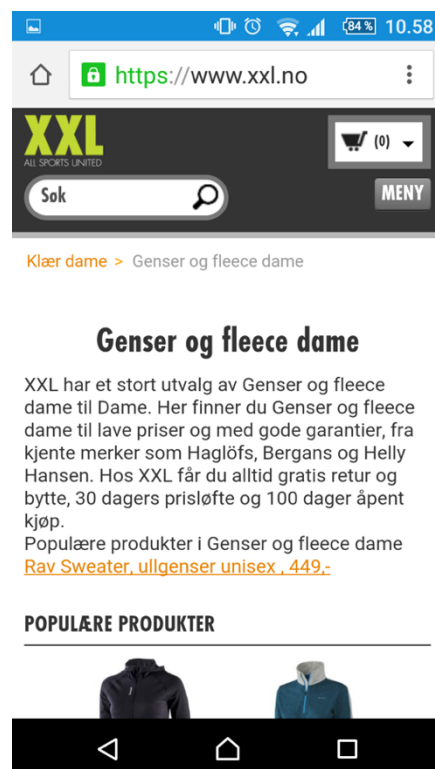 84% 10.58
https://www.xxl.no
XXL
ALL SPORTS UNITED
(0)
Søk
MENY
Klær dame > Genser og fleece dame
Genser og fleece dame
XXL har et stort utvalg av Genser og fleece
dame til Dame. Her finner du Genser og fleece
dame til lave priser og med gode garantier, fra
kjente merker som Haglöfs, Bergans og Helly
Hansen. Hos XXL får du alltid gratis retur og
bytte, 30 dagers prisløfte og 100 dager åpent
kjøp.
Populære produkter i Genser og fleece dame
Rav Sweater, ullgenser unisex , 449,-
POPULÆRE PRODUKTER